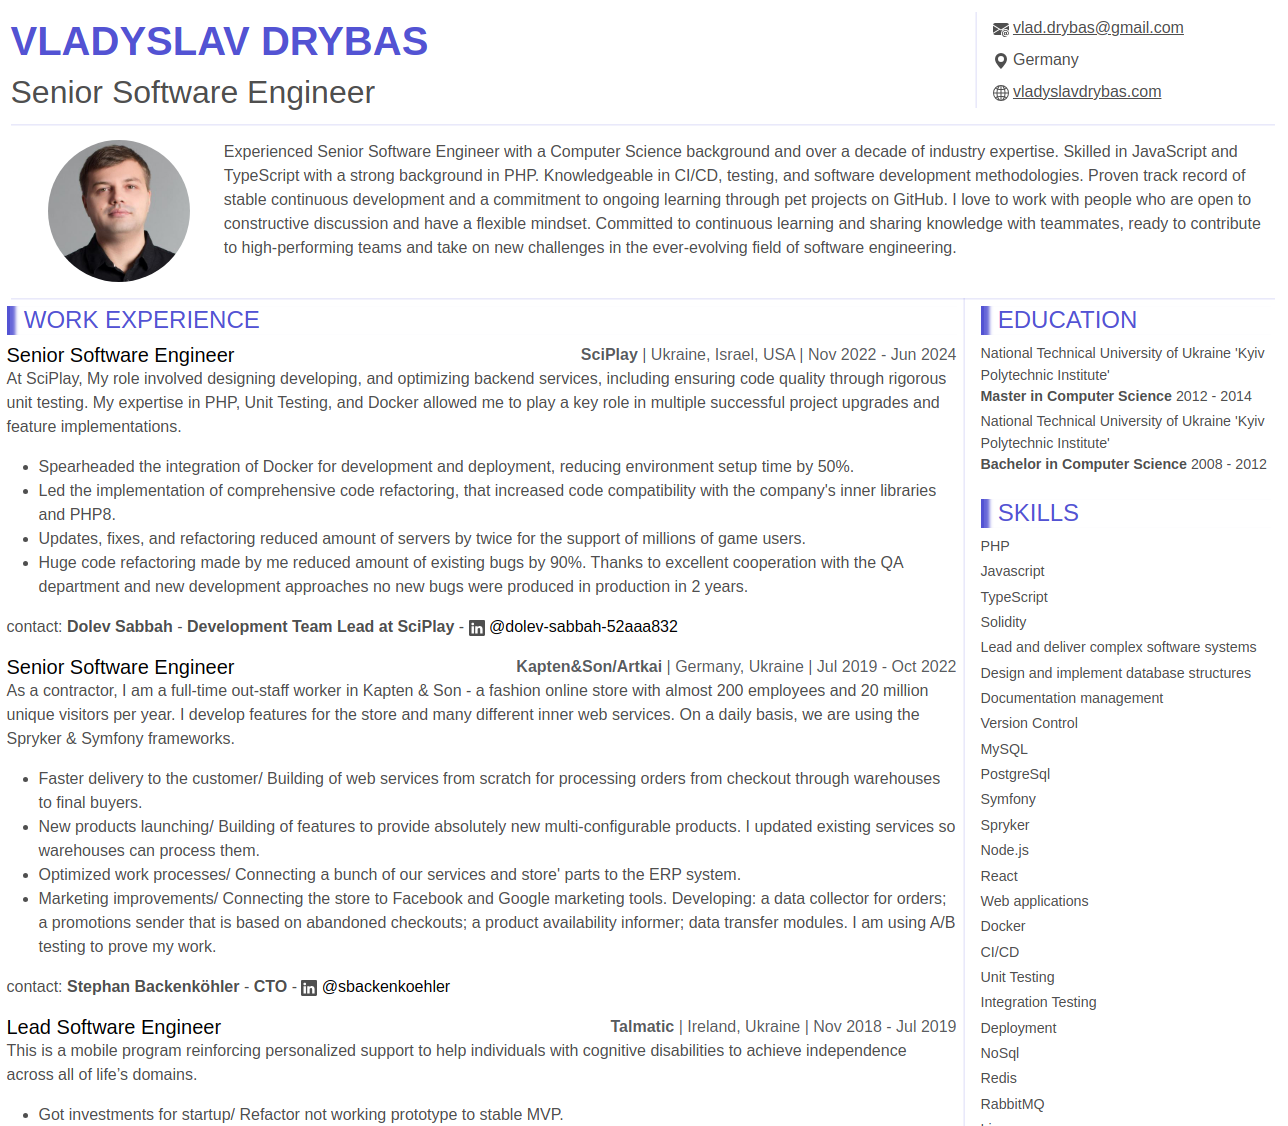 VLADYSLAV DRYBAS
Senior Software Engineer
vlad.drybas@gmail.com
Germany
vladyslavdrybas.com
Experienced Senior Software Engineer with a Computer Science background and over a decade of industry expertise. Skilled in JavaScript and
TypeScript with a strong background in PHP. Knowledgeable in CI/CD, testing, and software development methodologies. Proven track record of
stable continuous development and a commitment to ongoing learning through pet projects on GitHub. I love to work with people who are open to
constructive discussion and have a flexible mindset. Committed to continuous learning and sharing knowledge with teammates, ready to contribute
to high-performing teams and take on new challenges in the ever-evolving field of software engineering.
WORK EXPERIENCE
Senior Software Engineer
SciPlay | Ukraine, Israel, USA | Nov 2022 - Jun 2024
At SciPlay, My role involved designing developing, and optimizing backend services, including ensuring code quality through rigorous
unit testing. My expertise in PHP, Unit Testing, and Docker allowed me to play a key role in multiple successful project upgrades and
feature implementations.
• Spearheaded the integration of Docker for development and deployment, reducing environment setup time by 50%.
• Led the implementation of comprehensive code refactoring, that increased code compatibility with the company's inner libraries
and PHP8.
• Updates, fixes, and refactoring reduced amount of servers by twice for the support of millions of game users.
• Huge code refactoring made by me reduced amount of existing bugs by 90%. Thanks to excellent cooperation with the QA
department and new development approaches no new bugs were produced in production in 2 years.
contact: Dolev Sabbah - Development Team Lead at SciPlay - @dolev-sabbah-52aaa832
Senior Software Engineer
Kapten&Son/Artkai | Germany, Ukraine | Jul 2019 - Oct 2022
As a contractor, I am a full-time out-staff worker in Kapten & Son - a fashion online store with almost 200 employees and 20 million
unique visitors per year. I develop features for the store and many different inner web services. On a daily basis, we are using the
Spryker & Symfony frameworks.
• Faster delivery to the customer/ Building of web services from scratch for processing orders from checkout through warehouses
to final buyers.
• New products launching/ Building of features to provide absolutely new multi-configurable products. I updated existing services so
warehouses can process them.
• Optimized work processes/ Connecting a bunch of our services and store' parts to the ERP system.
• Marketing improvements/ Connecting the store to Facebook and Google marketing tools. Developing: a data collector for orders;
a promotions sender that is based on abandoned checkouts; a product availability informer; data transfer modules. I am using A/B
testing to prove my work.
contact: Stephan Backenköhler - CTO - @sbackenkoehler
Lead Software Engineer
Talmatic | Ireland, Ukraine | Nov 2018 - Jul 2019
This is a mobile program reinforcing personalized support to help individuals with cognitive disabilities to achieve independence
across all of life’s domains.
• Got investments for startup/ Refactor not working prototype to stable MVP.
EDUCATION
National Technical University of Ukraine 'Kyiv
Polytechnic Institute'
Master in Computer Science 2012 - 2014
National Technical University of Ukraine 'Kyiv
Polytechnic Institute'
Bachelor in Computer Science 2008 - 2012
SKILLS
PHP
Javascript
TypeScript
Solidity
Lead and deliver complex software systems
Design and implement database structures
Documentation management
Version Control
MySQL
PostgreSql
Symfony
Spryker
Node.js
React
Web applications
Docker
CI/CD
Unit Testing
Integration Testing
Deployment
NoSql
Redis
RabbitMQ